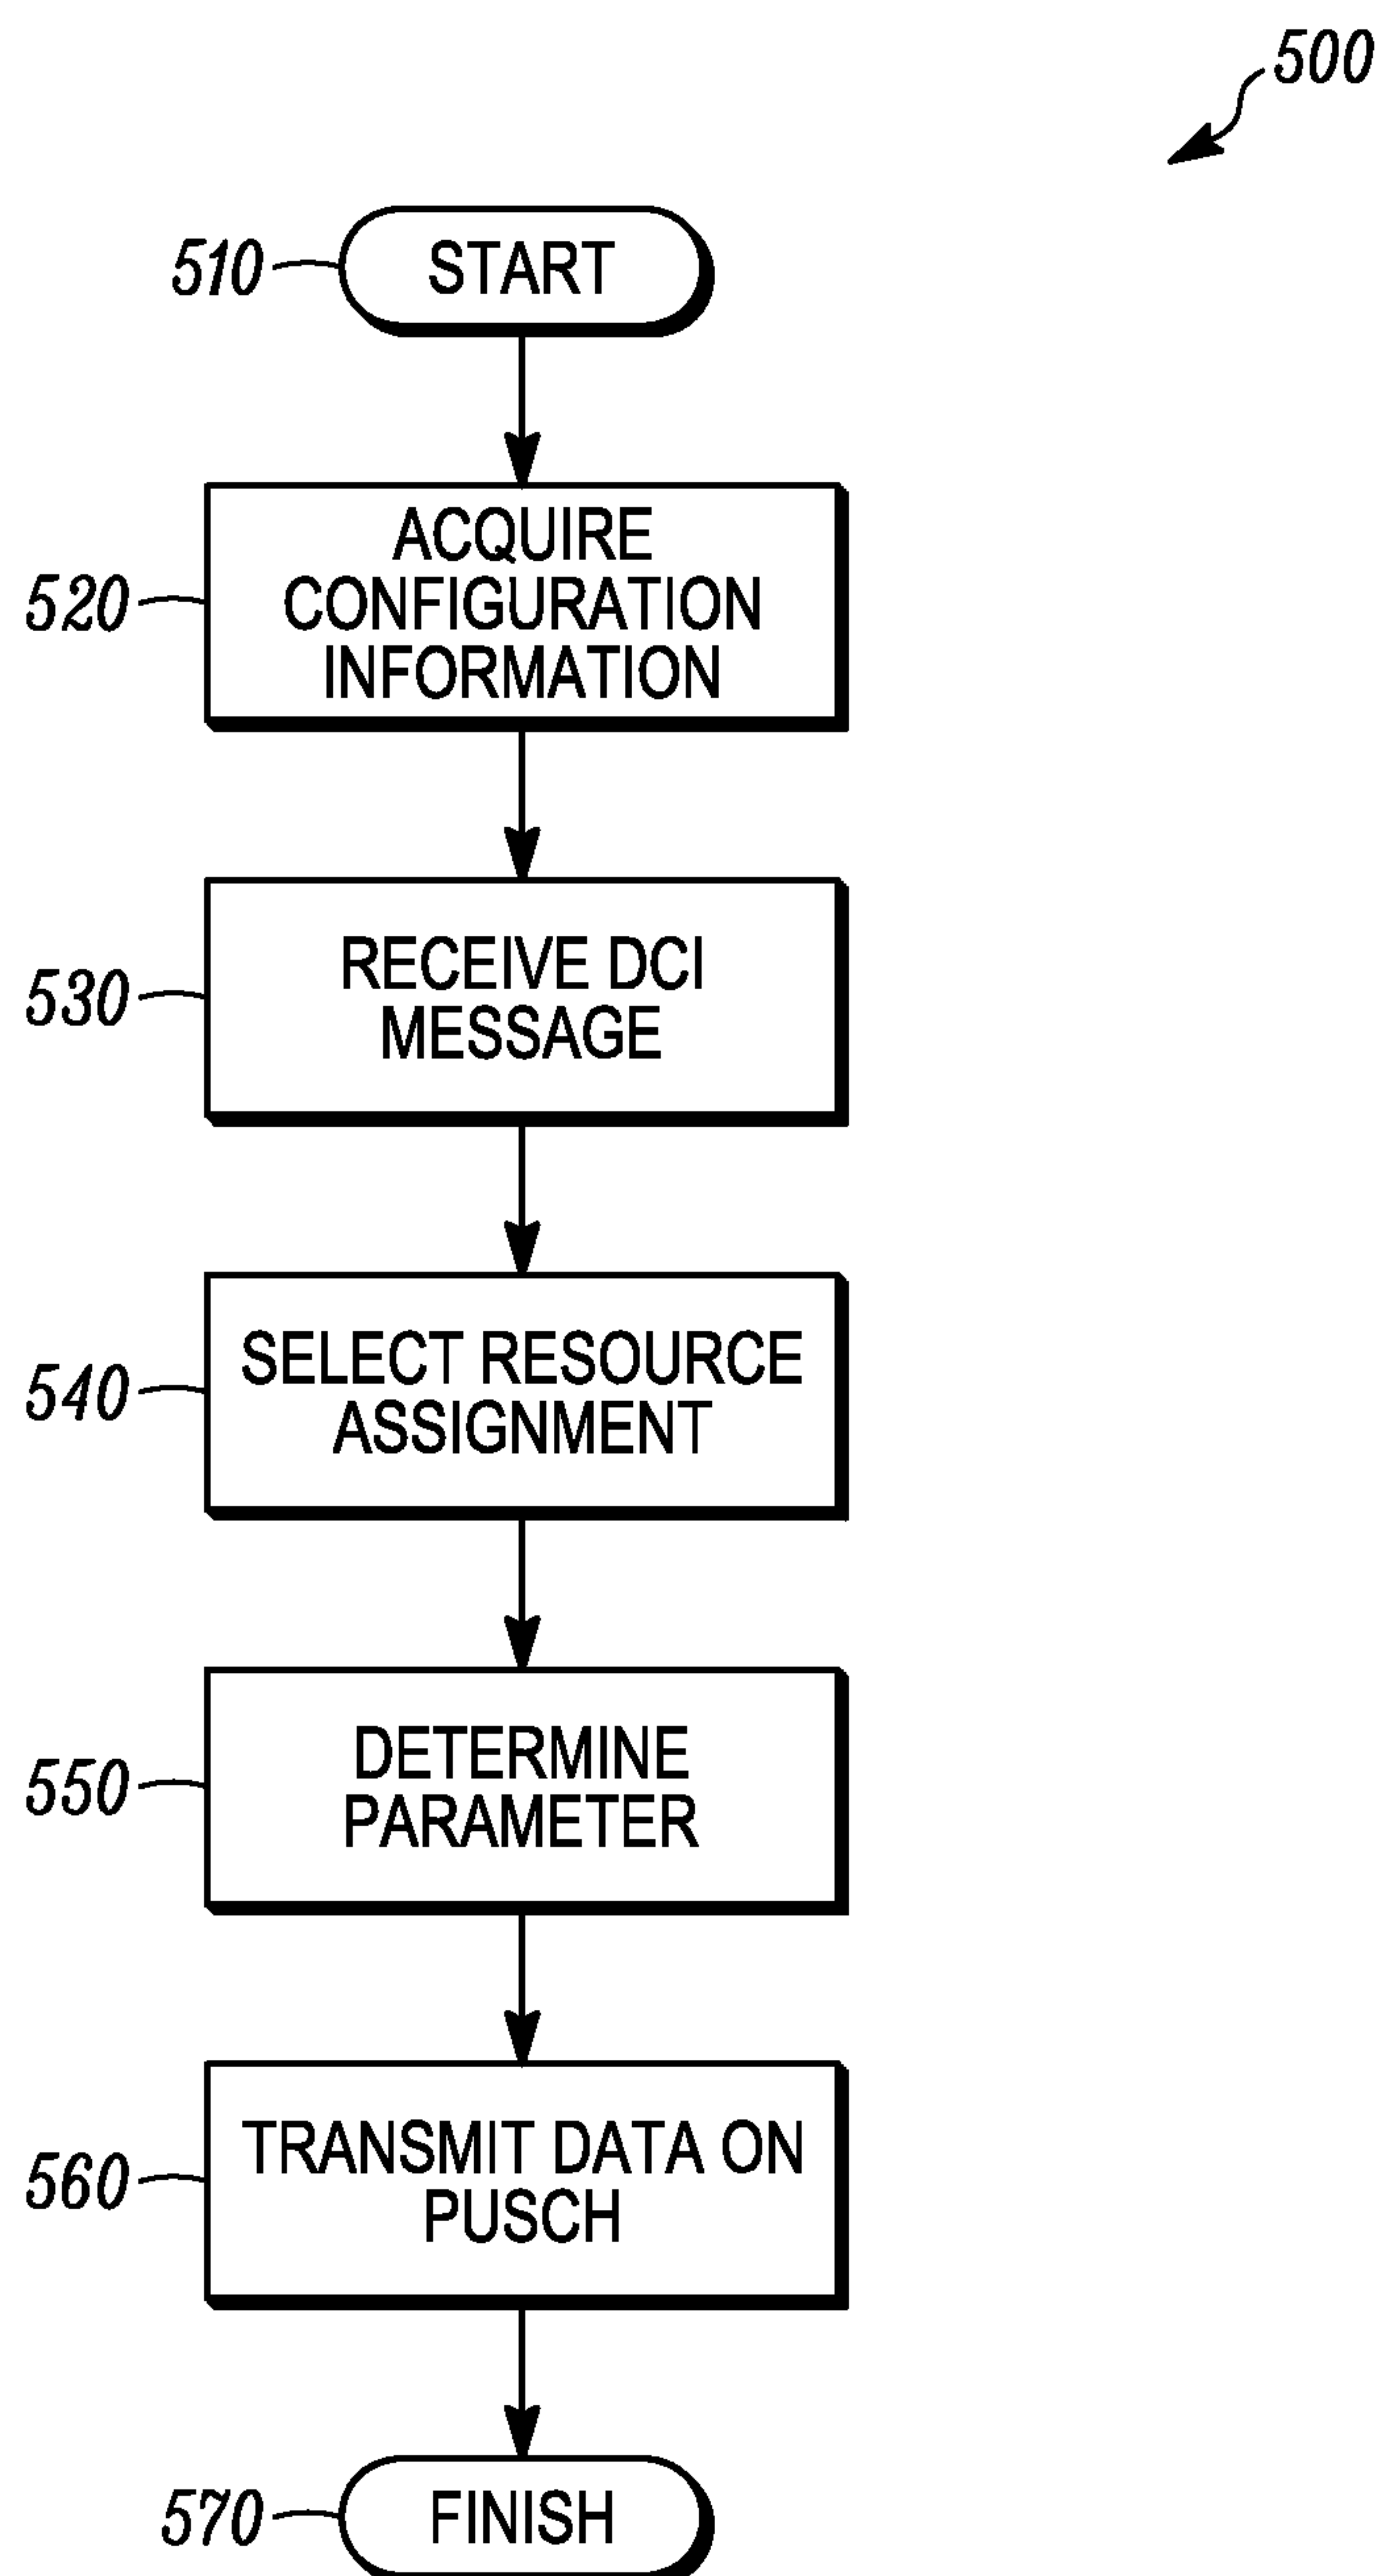 500
510
START
520
ACQUIRE
CONFIGURATION
INFORMATION
530
RECEIVE DCI
MESSAGE
540
SELECT RESOURCE
ASSIGNMENT
550
DETERMINE
PARAMETER
560
TRANSMIT DATA ON
PUSCH
570
FINISH